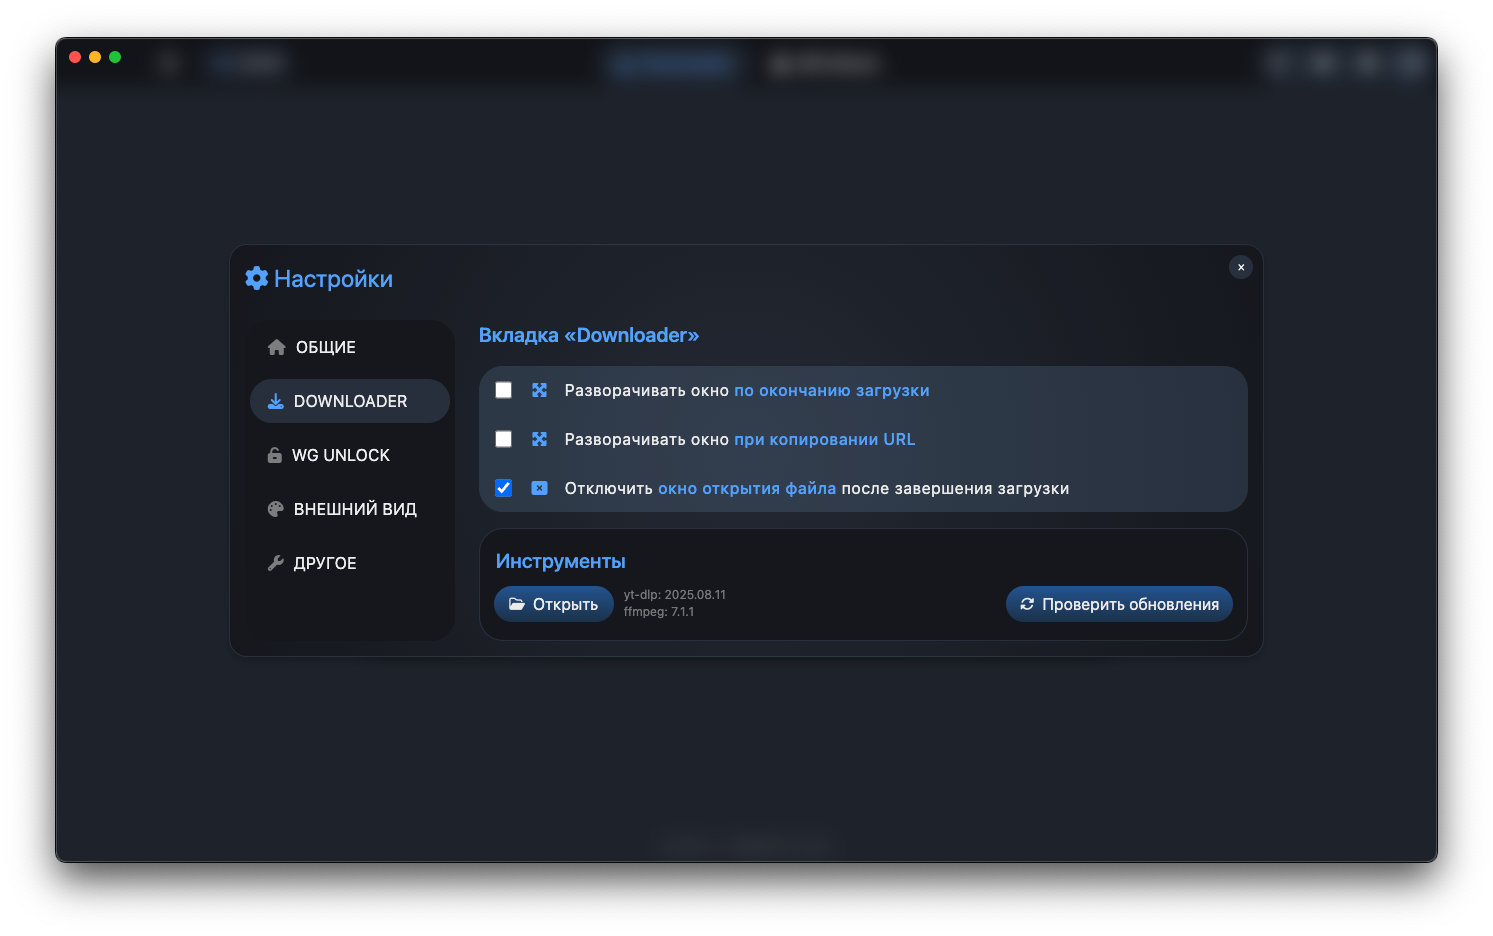 Настройки
ОБЩИЕ
DOWNLOADER
WG UNLOCK
ВНЕШНИЙ ВИД
ДРУГОЕ
Вкладка «Downloader»
Разворачивать окно по окончанию загрузки
Разворачивать окно при копировании URL
Отключить окно открытия файла после завершения загрузки
Инструменты
Открыть
yt-dlp: 2025.08.11
ffmpeg: 7.1.1
Проверить обновления